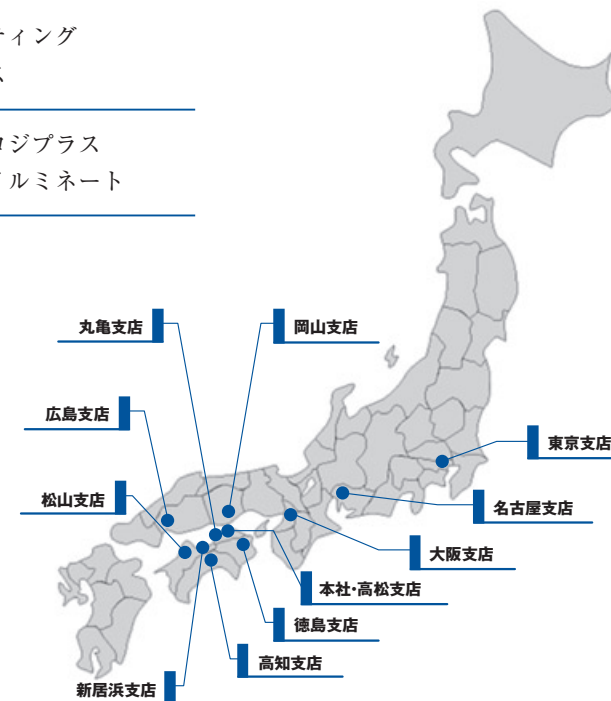 ティング
ス
ロジプラス
イルミネート
丸亀支店
岡山支店
広島支店
東京支店
松山支店
名古屋支店
大阪支店
本社・高松支店
徳島支店
高知支店
新居浜支店